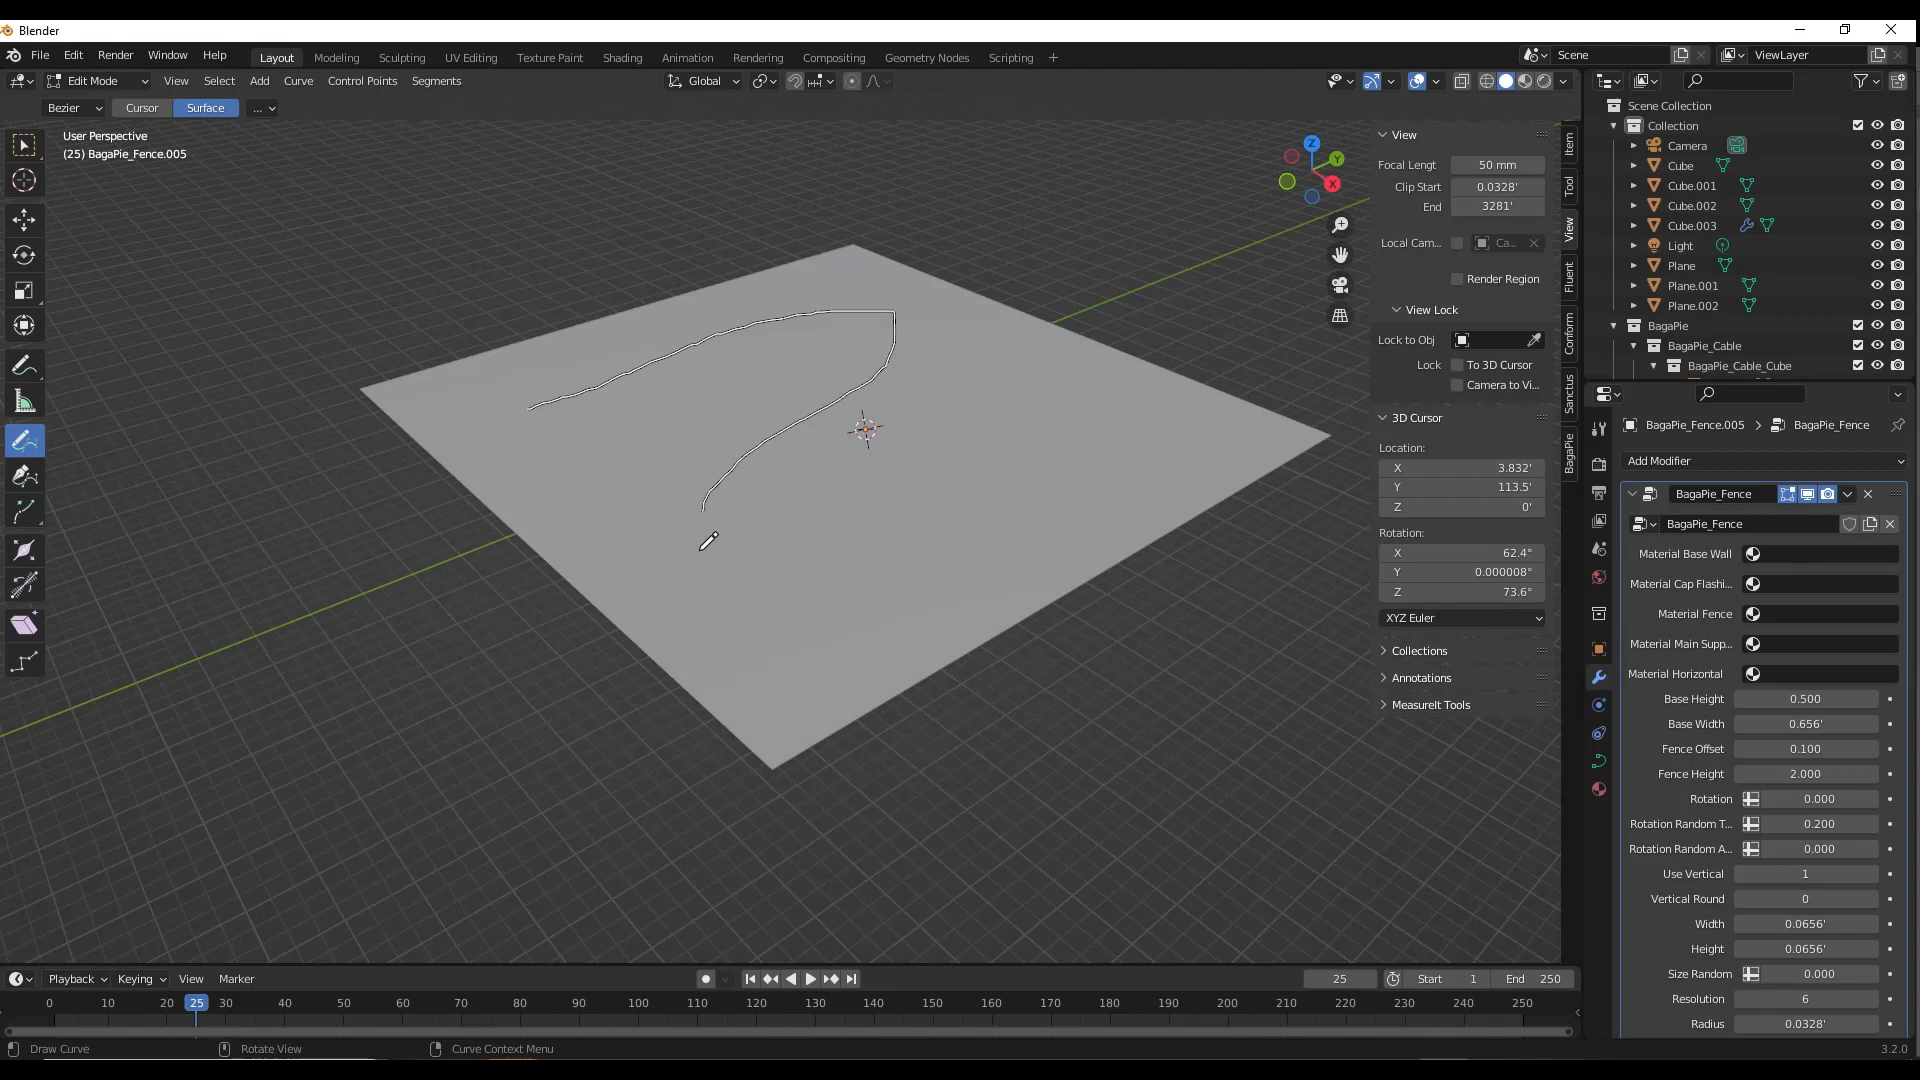 Blender
File Edit Render Window Help
Layout Modeling Sculpting UV Editing Texture Paint Shading Animation Rendering Compositing Geometry Nodes Scripting +
Scene
ViewLayer
Edit Mode View Select Add Curve Control Points Segments
Global
Bezier Cursor Surface ...
User Perspective
(25) BagaPie_Fence.005
Z
Y
X
View
Focal Lengt 50 mm
Clip Start 0.0328'
End 3281'
Local Cam... Ca...
Render Region
View Lock
Lock to Obj
Lock To 3D Cursor
Camera to Vi...
3D Cursor
Location:
X 3.832'
Y 113.5'
Z 0'
Rotation:
X 62.4°
Y 0.000008°
Z 73.6°
XYZ Euler
Collections
Annotations
MeasureIt Tools
Item
Tool
View
Fluent
Conform
Sanctus
BagaPie
Scene Collection
Collection
Camera
Cube
Cube.001
Cube.002
Cube.003
Light
Plane
Plane.001
Plane.002
BagaPie
BagaPie_Cable
BagaPie_Cable_Cube
BagaPie_Fence.005 BagaPie_Fence
Add Modifier
BagaPie_Fence
BagaPie_Fence
Material Base Wall
Material Cap Flashi...
Material Fence
Material Main Supp...
Material Horizontal
Base Height 0.500
Base Width 0.656'
Fence Offset 0.100
Fence Height 2.000
Rotation 0.000
Rotation Random T... 0.200
Rotation Random A... 0.000
Use Vertical 1
Vertical Round 0
Width 0.0656'
Height 0.0656'
Size Random 0.000
Resolution 6
Radius 0.0328'
Playback Keying View Marker
25 Start 1 End 250
0 10 20 25 30 40 50 60 70 80 90 100 110 120 130 140 150 160 170 180 190 200 210 220 230 240 250
Draw Curve Rotate View Curve Context Menu
3.2.0